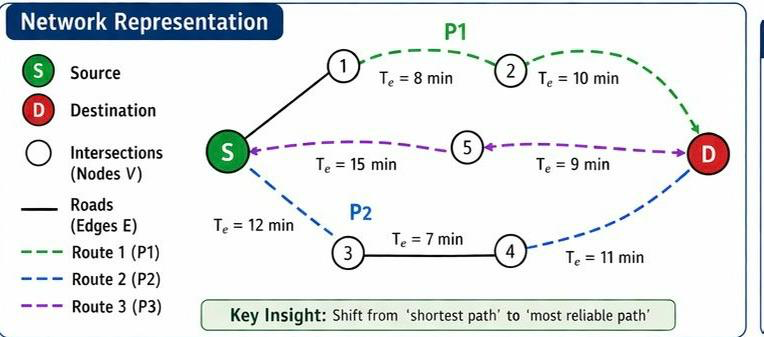 Network Representation
S Source
D Destination
Intersections
(Nodes V)
Roads
(Edges E)
Route 1 (P1)
Route 2 (P2)
Route 3 (P3)
P1
1
Te = 8 min
2
Te = 10 min
S
Te = 15 min
5
Te = 9 min
D
P2
Te = 12 min
3
Te = 7 min
4
Te = 11 min
Key Insight: Shift from 'shortest path' to 'most reliable path'